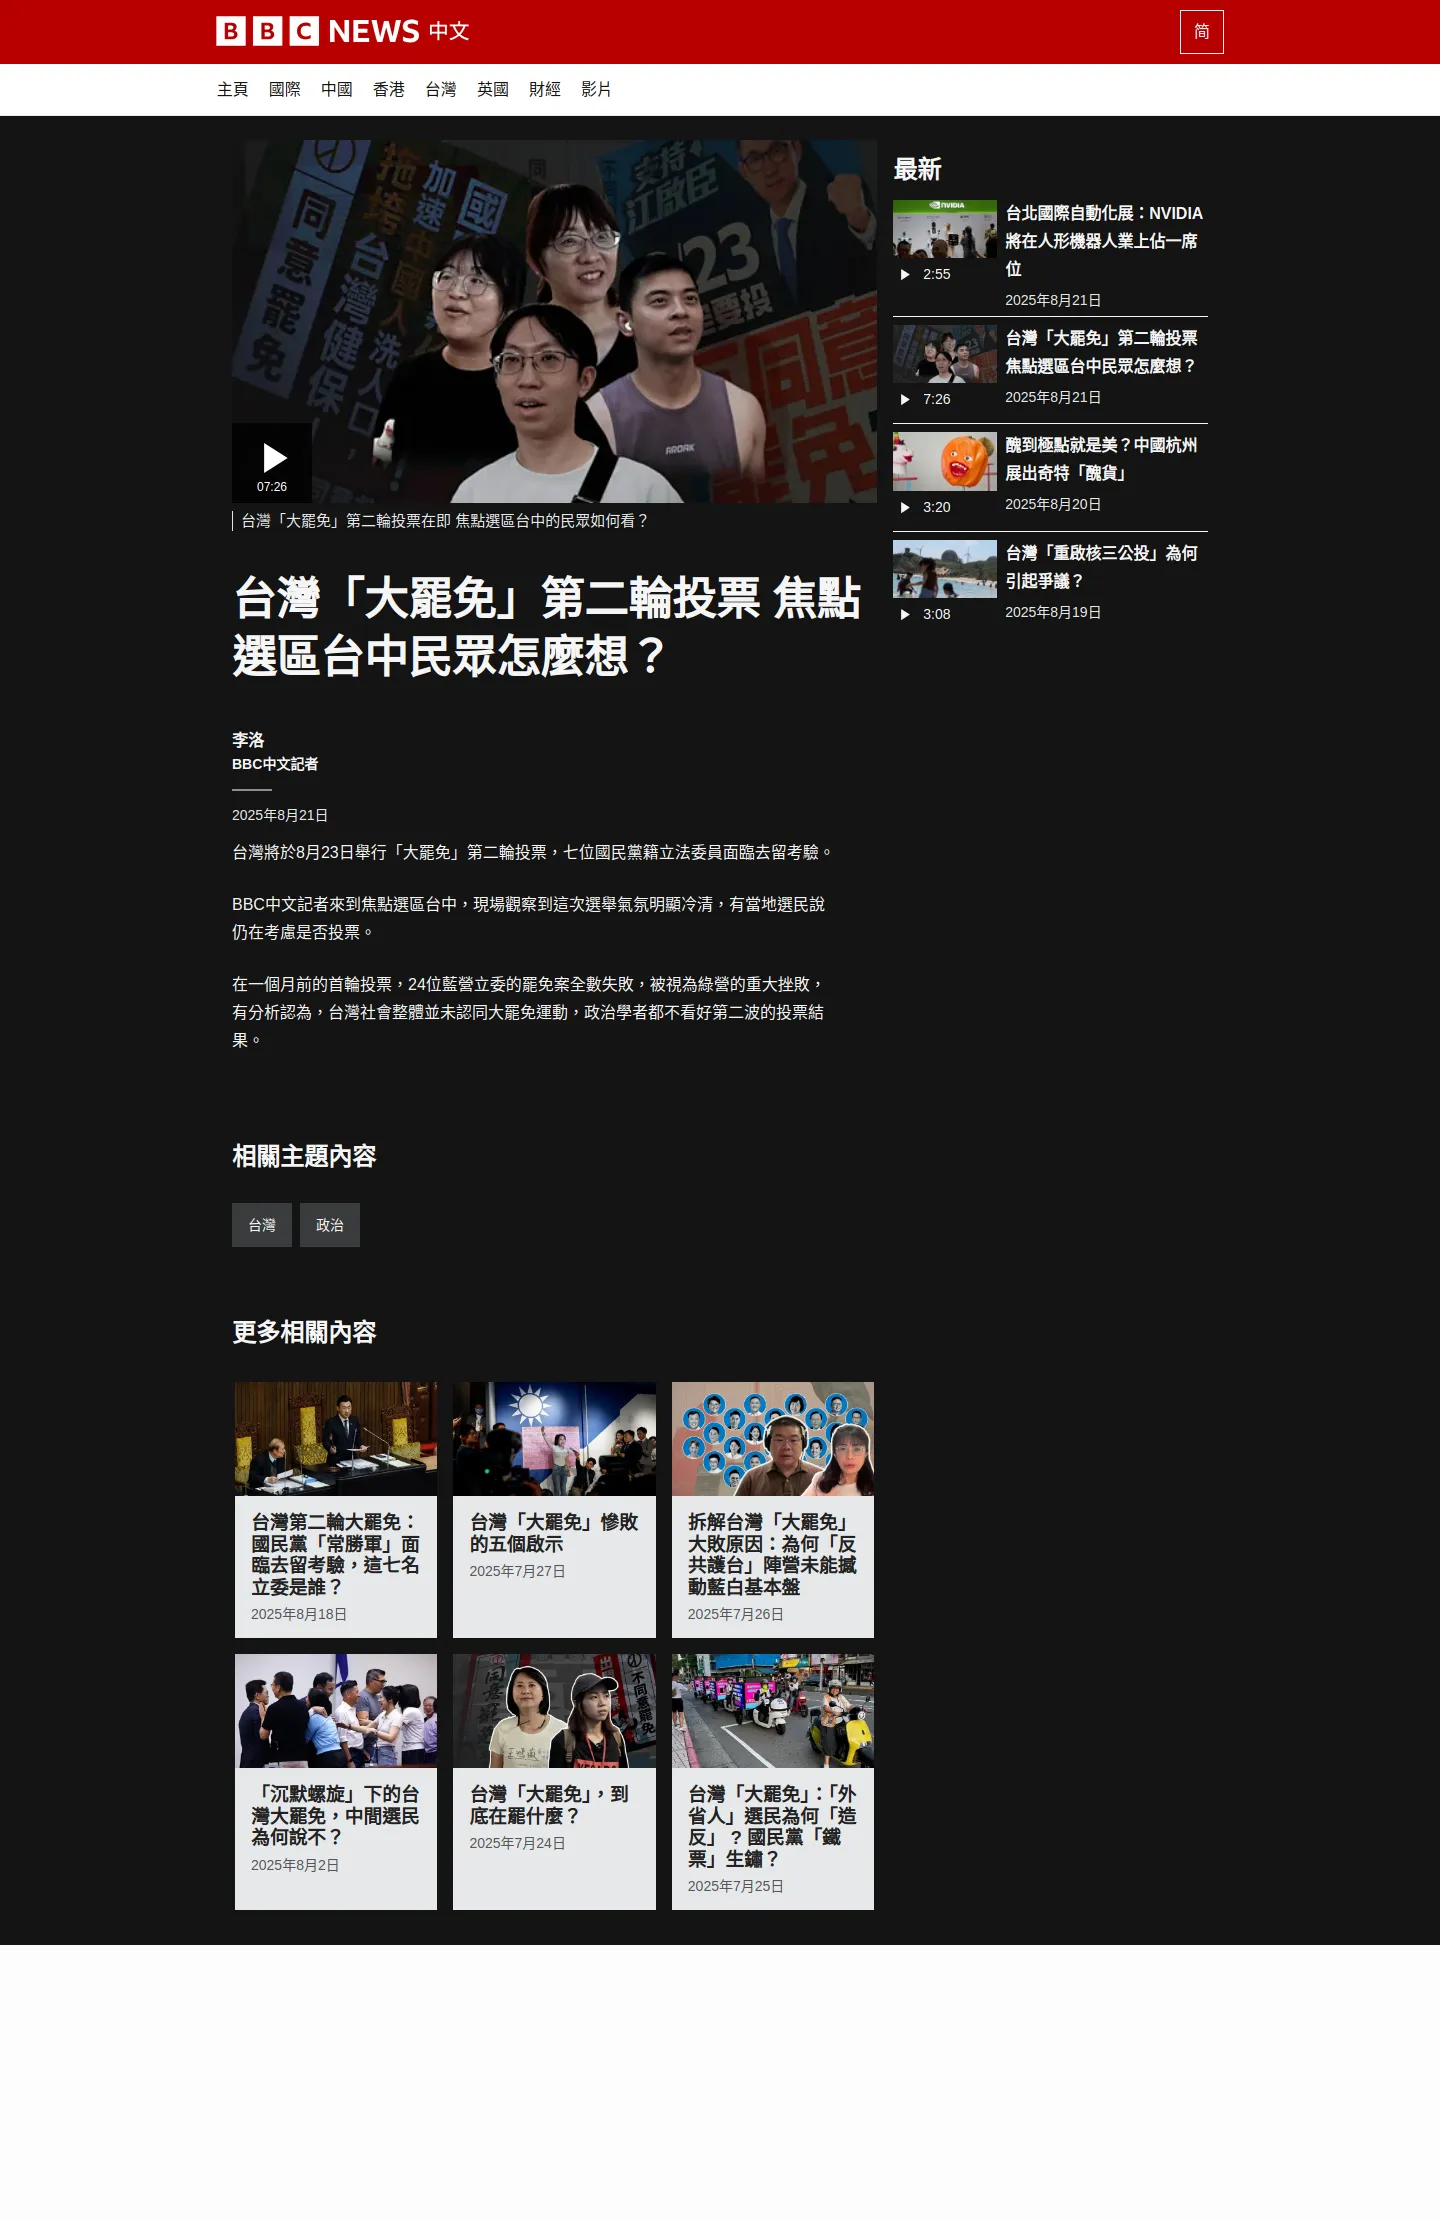 BBC NEWS 中文
简
主頁 國際 中國 香港 台灣 英國 財經 影片
同意罷免
拖垮台灣健保
加速
國
支持
江啟臣
23
要投
不同意
罷免
AROAK
07:26
台灣「大罷免」第二輪投票在即 焦點選區台中的民眾如何看？
台灣「大罷免」第二輪投票 焦點
選區台中民眾怎麼想？
李洛
BBC中文記者
2025年8月21日
台灣將於8月23日舉行「大罷免」第二輪投票，七位國民黨籍立法委員面臨去留考驗。
BBC中文記者來到焦點選區台中，現場觀察到這次選舉氣氛明顯冷清，有當地選民說
仍在考慮是否投票。
在一個月前的首輪投票，24位藍營立委的罷免案全數失敗，被視為綠營的重大挫敗，
有分析認為，台灣社會整體並未認同大罷免運動，政治學者都不看好第二波的投票結
果。
最新
NVIDIA
台北國際自動化展：NVIDIA
將在人形機器人業上佔一席
位
2:55
2025年8月21日
台灣「大罷免」第二輪投票
焦點選區台中民眾怎麼想？
7:26
2025年8月21日
醜到極點就是美？中國杭州
展出奇特「醜貨」
3:20
2025年8月20日
台灣「重啟核三公投」為何
引起爭議？
3:08
2025年8月19日
相關主題內容
台灣
政治
更多相關內容
台灣第二輪大罷免：
國民黨「常勝軍」面
臨去留考驗，這七名
立委是誰？
2025年8月18日
台灣「大罷免」慘敗
的五個啟示
2025年7月27日
拆解台灣「大罷免」
大敗原因：為何「反
共護台」陣營未能撼
動藍白基本盤
2025年7月26日
「沉默螺旋」下的台
灣大罷免，中間選民
為何說不？
2025年8月2日
不同意罷免
台灣「大罷免」，到
底在罷什麼？
2025年7月24日
台灣「大罷免」：「外
省人」選民為何「造
反」 ? 國民黨「鐵
票」生鏽？
2025年7月25日